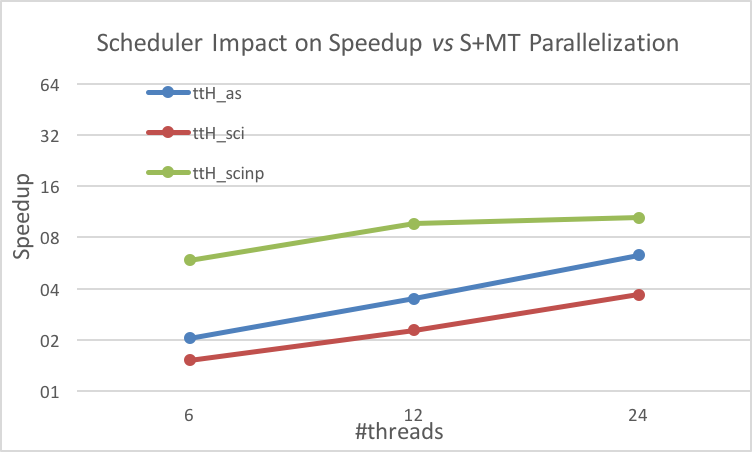 Scheduler Impact on Speedup vs S+MT Parallelization
64
32
16
08
04
02
01
Speedup
ttH_as
ttH_sci
ttH_scinp
6 12 24
#threads